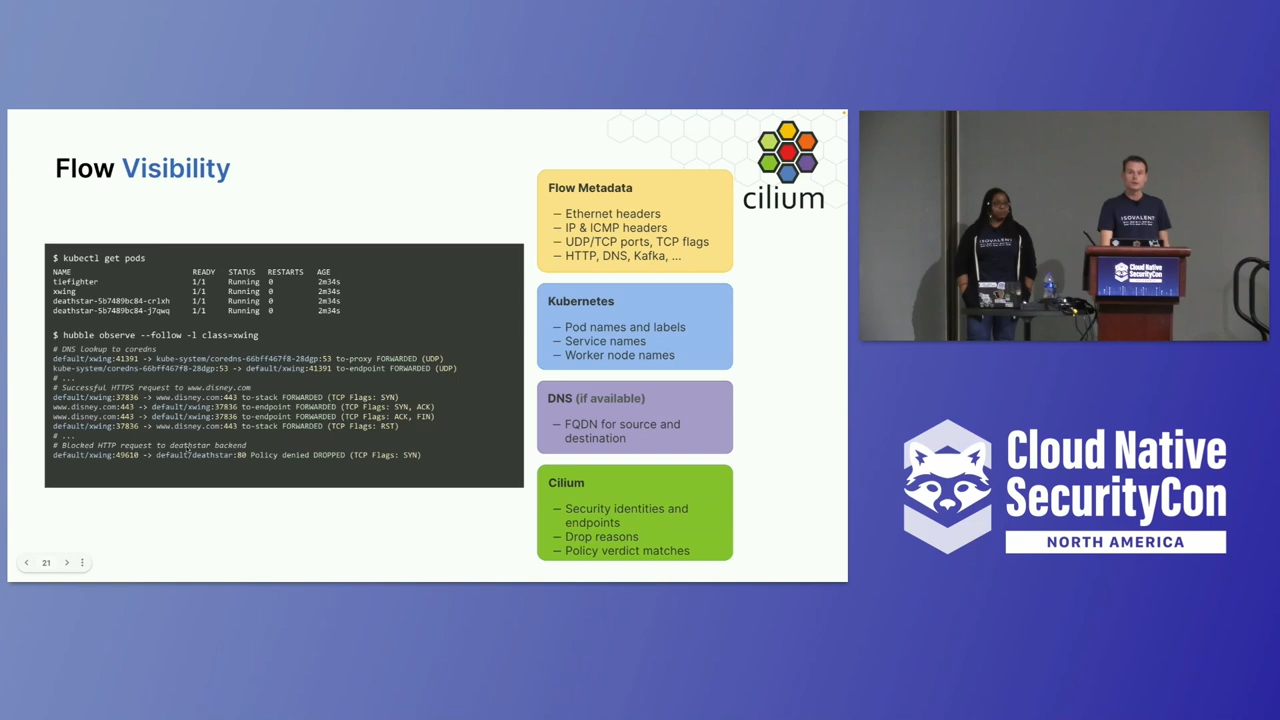 Flow Visibility
$ kubectl get pods
NAME READY STATUS RESTARTS AGE
tiefighter 1/1 Running 0 2m34s
xwing 1/1 Running 0 2m34s
deathstar-5b7489bc84-crlxh 1/1 Running 0 2m34s
deathstar-5b7489bc84-j7qwq 1/1 Running 0 2m34s
$ hubble observe --follow -l class=xwing
# DNS lookup to coredns
default/xwing:41391 -> kube-system/coredns-66bff467f8-28dgp:53 to-proxy FORWARDED (UDP)
kube-system/coredns-66bff467f8-28dgp:53 -> default/xwing:41391 to-endpoint FORWARDED (UDP)
# ...
# Successful HTTPS request to www.disney.com
default/xwing:37836 -> www.disney.com:443 to-stack FORWARDED (TCP Flags: SYN)
www.disney.com:443 -> default/xwing:37836 to-endpoint FORWARDED (TCP Flags: SYN, ACK)
www.disney.com:443 -> default/xwing:37836 to-endpoint FORWARDED (TCP Flags: ACK, FIN)
default/xwing:37836 -> www.disney.com:443 to-stack FORWARDED (TCP Flags: RST)
# ...
# Blocked HTTP request to deathstar backend
default/xwing:49610 -> default/deathstar:80 Policy denied DROPPED (TCP Flags: SYN)
21
Flow Metadata
– Ethernet headers
– IP & ICMP headers
– UDP/TCP ports, TCP flags
– HTTP, DNS, Kafka, ...
Kubernetes
– Pod names and labels
– Service names
– Worker node names
DNS (if available)
– FQDN for source and
destination
Cilium
– Security identities and
endpoints
– Drop reasons
– Policy verdict matches
cilium
ISOVALENT
ISOVALENT
Cloud Native
SecurityCon
Cloud Native
SecurityCon
NORTH AMERICA